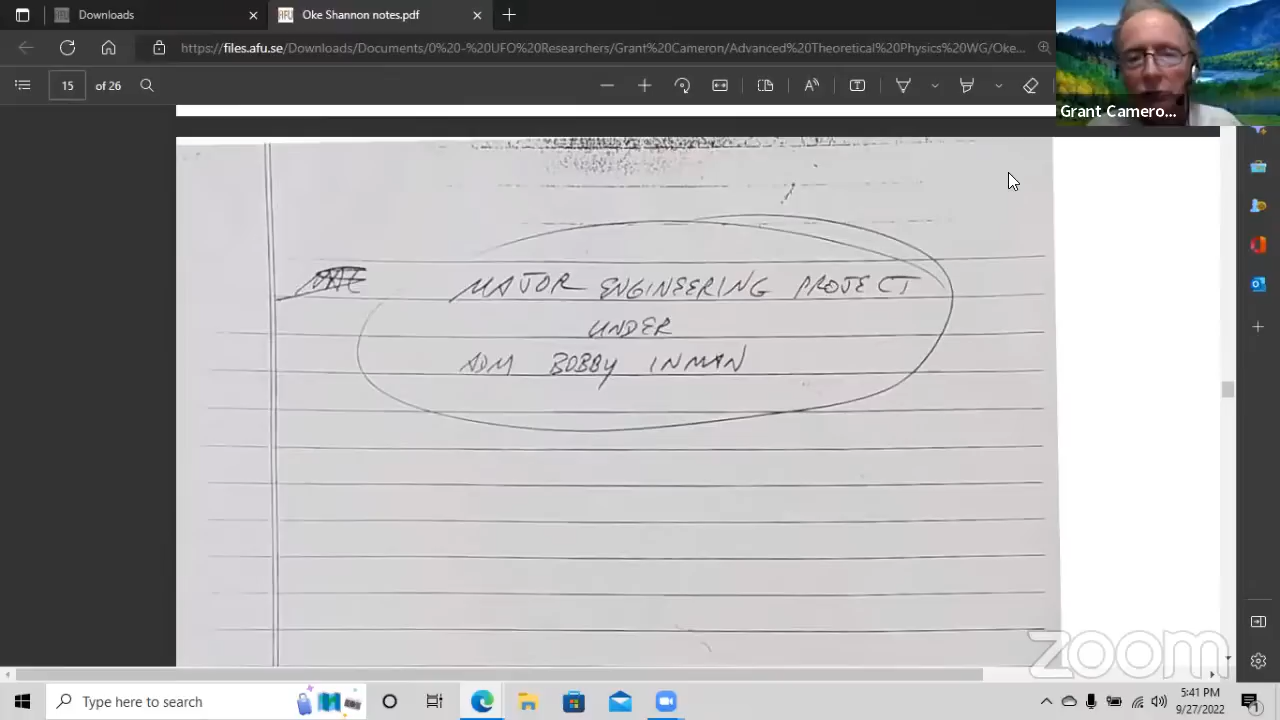 Downloads
Oke Shannon notes.pdf
https://files.afu.se/Downloads/Documents/0%20-%20UFO%20Researchers/Grant%20Cameron/Advanced%20Theoretical%20Physics%20WG/Oke...
15 of 26
Grant Camero...
MAJOR ENGINEERING PROJECT
UNDER
ADM BOBBY INMAN
zoom
Type here to search
5:41 PM
9/27/2022